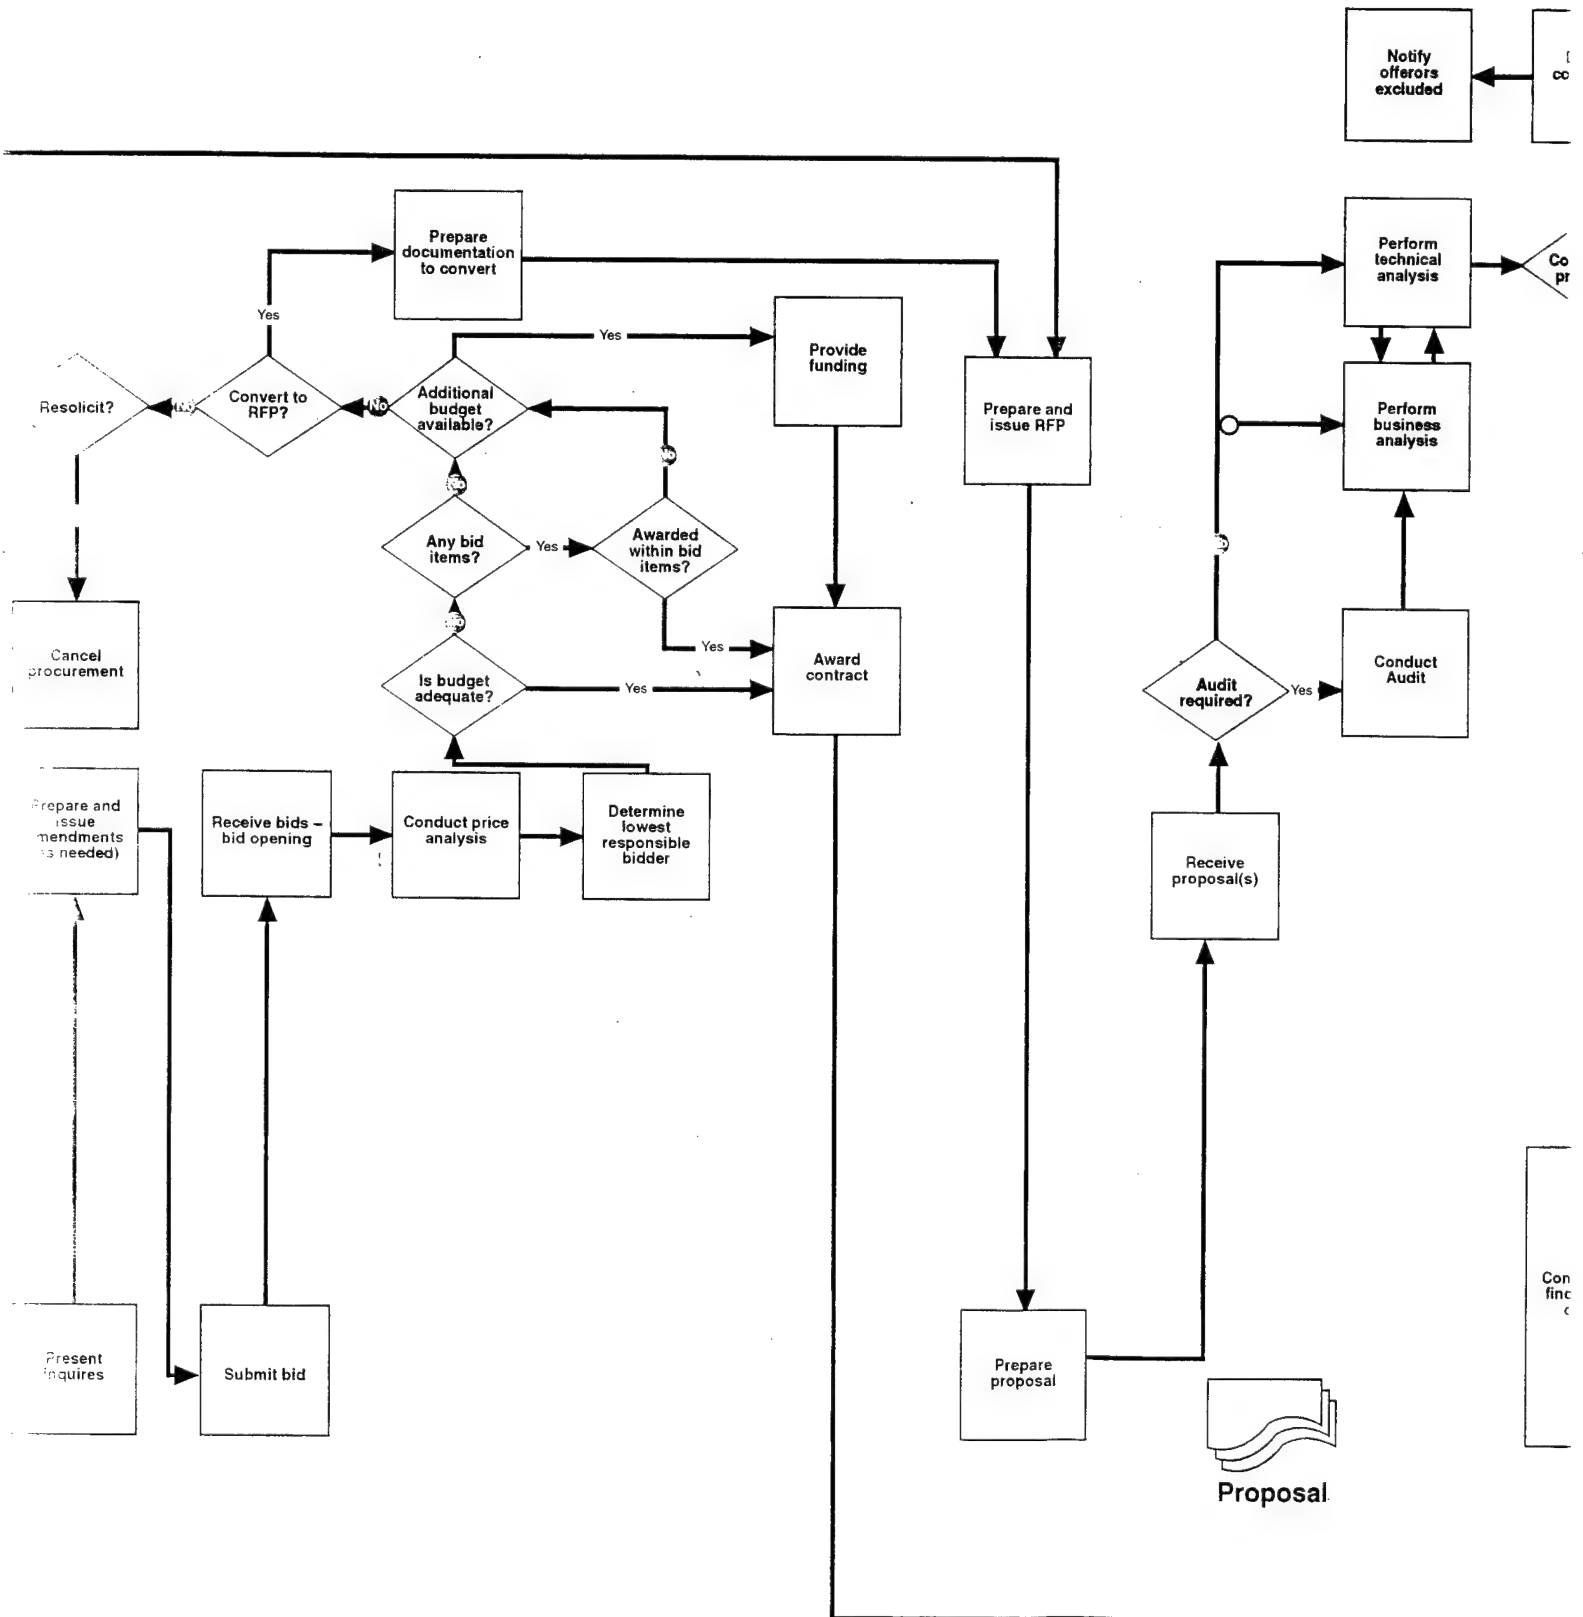 Notify
offerors
excluded
Prepare
documentation
to convert
Perform
technical
analysis
Yes
Yes
Provide
funding
Resolicit?
No
Convert to
RFP?
No
Additional
budget
available?
Prepare and
issue RFP
Perform
business
analysis
No
Any bid
items?
Yes
Awarded
within bid
items?
Cancel
procurement
Is budget
adequate?
Yes
Yes
Award
contract
Audit
required?
Yes
Conduct
Audit
issue
needed)
Receive bids –
bid opening
Conduct price
analysis
Determine
lowest
responsible
bidder
Receive
proposal(s)
Present
inquires
Submit bid
Prepare
proposal
Proposal